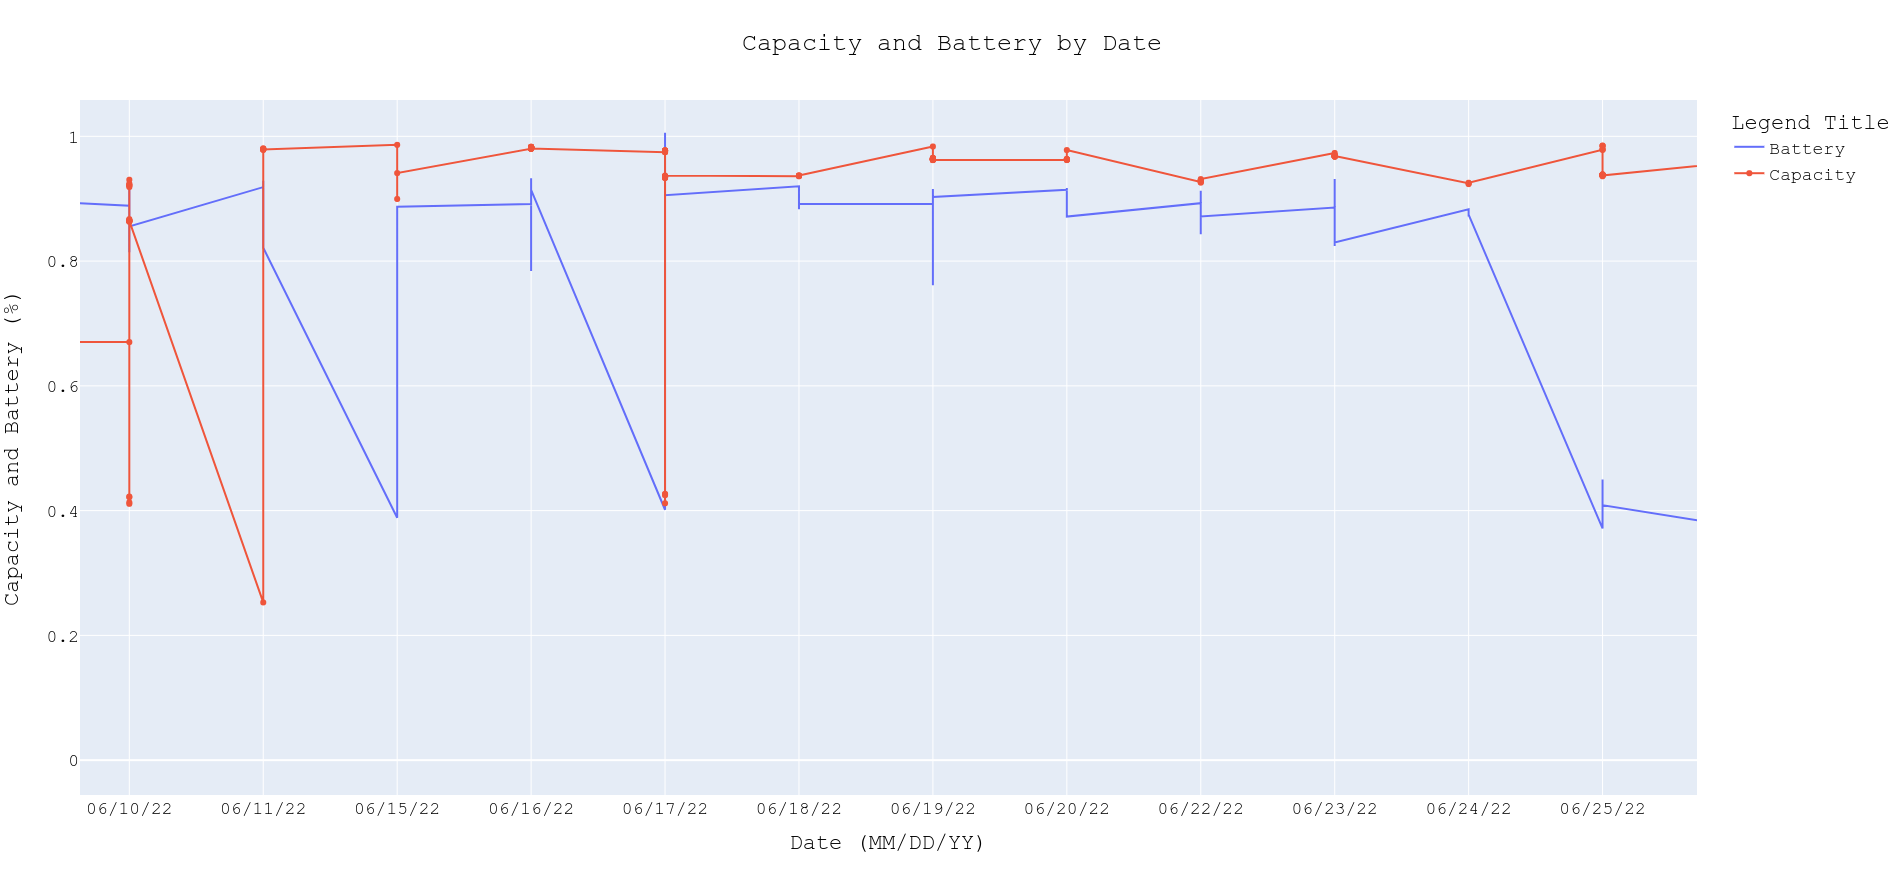 Capacity and Battery by Date
Legend Title
Battery
Capacity
Capacity and Battery (%)
1
0.8
0.6
0.4
0.2
0
06/10/22 06/11/22 06/15/22 06/16/22 06/17/22 06/18/22 06/19/22 06/20/22 06/22/22 06/23/22 06/24/22 06/25/22
Date (MM/DD/YY)